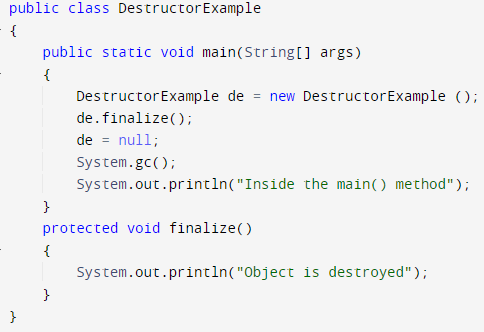 public class DestructorExample
{
    public static void main(String[] args)
    {
        DestructorExample de = new DestructorExample ();
        de.finalize();
        de = null;
        System.gc();
        System.out.println("Inside the main() method");
    }
    protected void finalize()
    {
        System.out.println("Object is destroyed");
    }
}